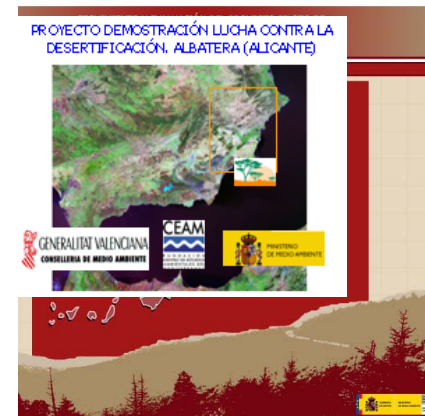 PROYECTO DEMOSTRACIÓN LUCHA CONTRA LA
DESERTIFICACIÓN. ALBATERA (ALICANTE)
GENERALITAT VALENCIANA
CONSELLERIA DE MEDIO AMBIENTE
CEAM
MINISTERIO
DE MEDIO AMBIENTE